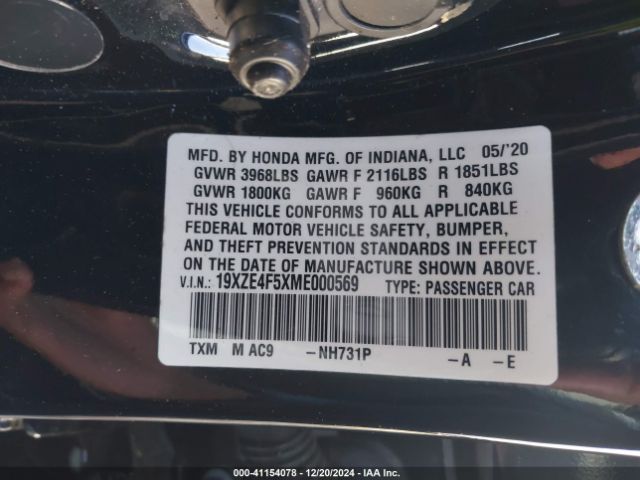 MFD. BY HONDA MFG. OF INDIANA, LLC 05/'20
GVWR 3968LBS GAWR F 2116LBS R 1851LBS
GVWR 1800KG GAWR F 960KG R 840KG
THIS VEHICLE CONFORMS TO ALL APPLICABLE
FEDERAL MOTOR VEHICLE SAFETY, BUMPER,
AND THEFT PREVENTION STANDARDS IN EFFECT
ON THE DATE OF MANUFACTURE SHOWN ABOVE.
V.I.N.: 19XZE4F5XME000569 TYPE: PASSENGER CAR
TXM M AC9 -NH731P -A -E
000-41154078 - 12/20/2024 - IAA Inc.